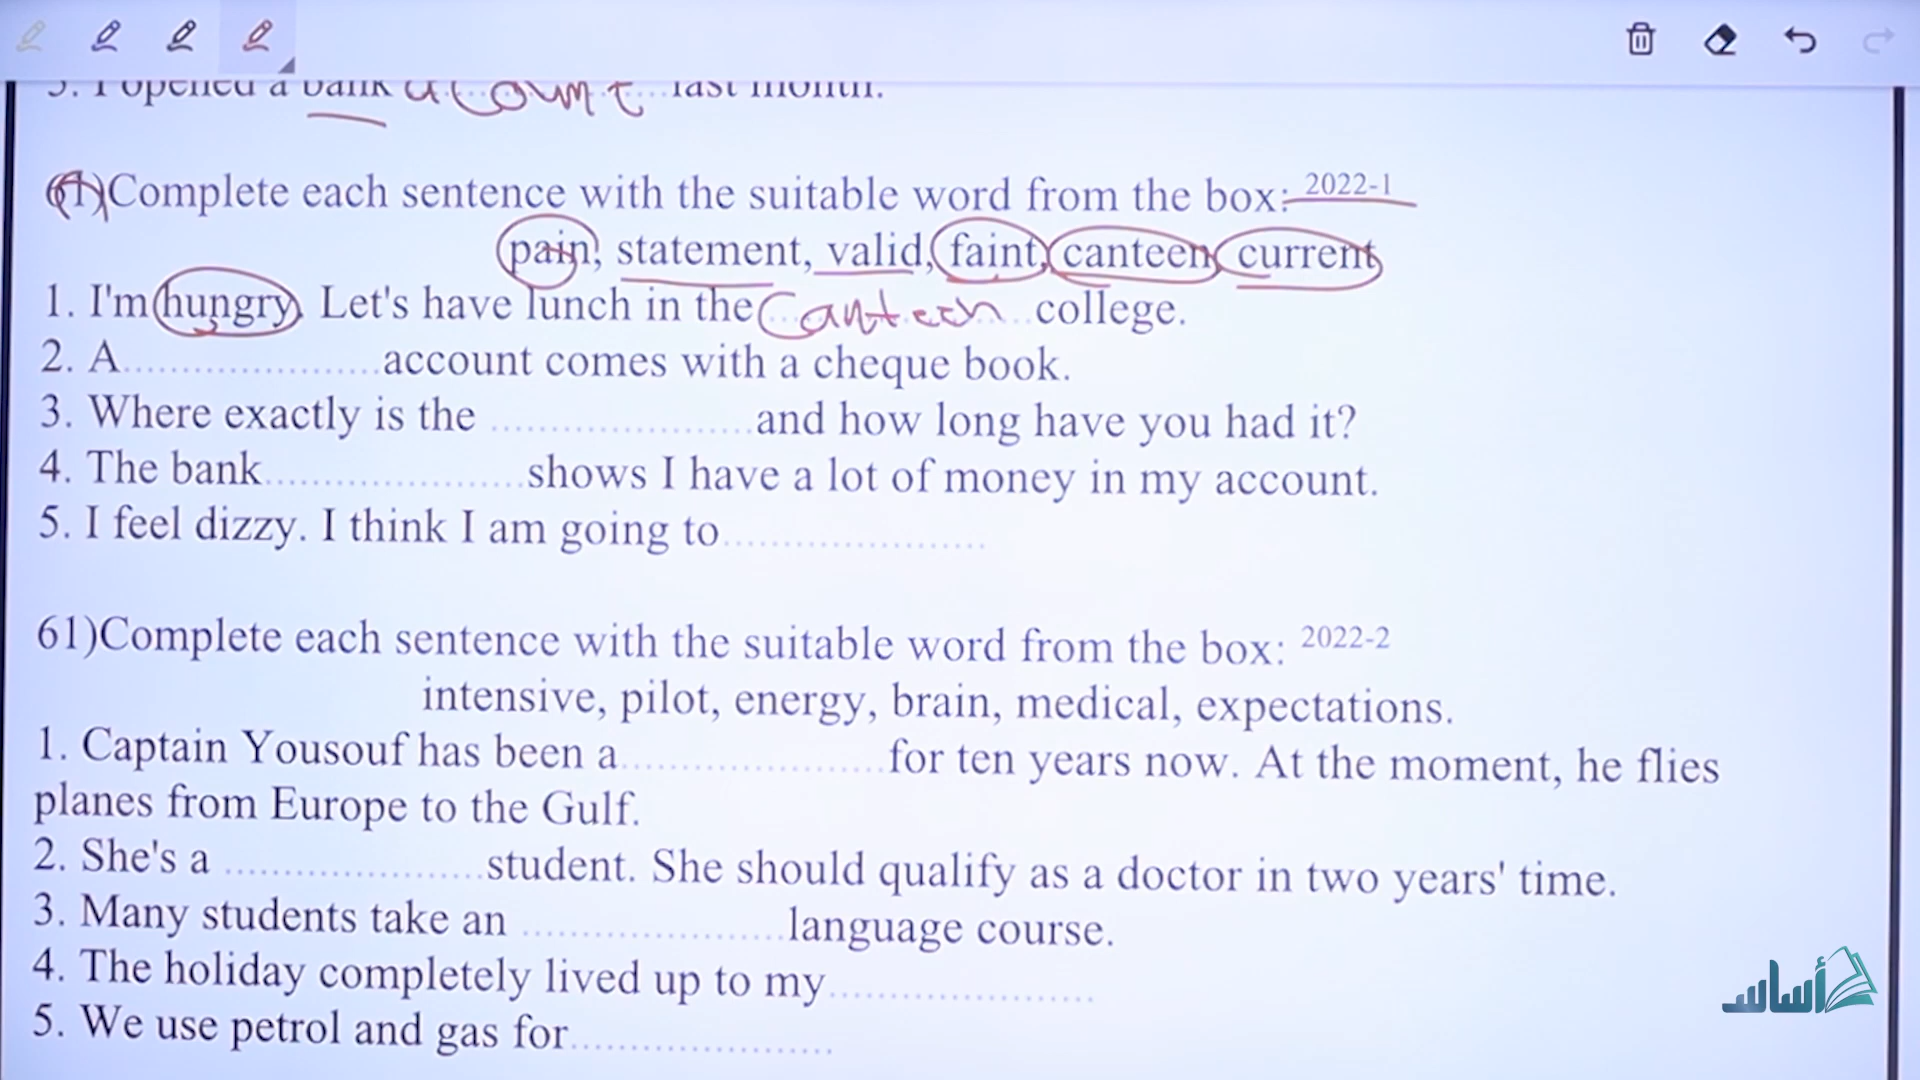 5. I opened a bank acount last month.
61)Complete each sentence with the suitable word from the box: 2022-1
pain, statement, valid, faint, canteen, current
1. I'm hungry. Let's have lunch in the canteen college.
2. A.....................account comes with a cheque book.
3. Where exactly is the .....................and how long have you had it?
4. The bank.....................shows I have a lot of money in my account.
5. I feel dizzy. I think I am going to.....................
61)Complete each sentence with the suitable word from the box: 2022-2
intensive, pilot, energy, brain, medical, expectations.
1. Captain Yousouf has been a.....................for ten years now. At the moment, he flies
planes from Europe to the Gulf.
2. She's a .....................student. She should qualify as a doctor in two years' time.
3. Many students take an .....................language course.
4. The holiday completely lived up to my.....................
5. We use petrol and gas for.....................
أساس